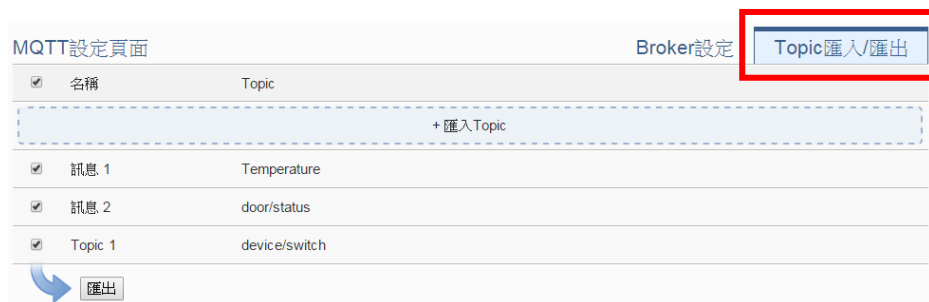 MQTT設定頁面 Broker設定 Topic匯入/匯出
名稱 Topic
+ 匯入Topic
訊息 1 Temperature
訊息 2 door/status
Topic 1 device/switch
匯出